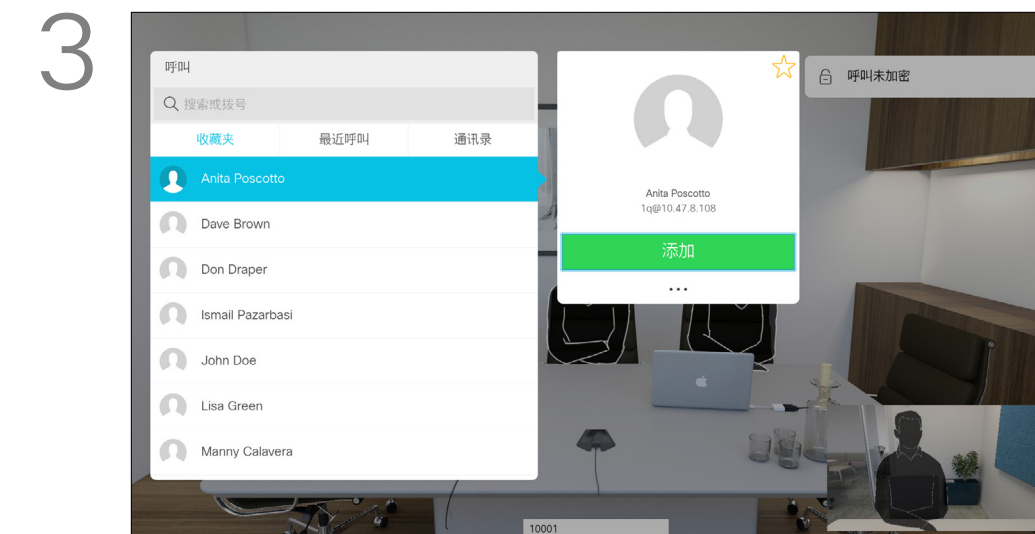 3
呼叫
搜索或拨号
收藏夹 最近呼叫 通讯录
Anita Poscotto
Dave Brown
Don Draper
Ismail Pazarbasi
John Doe
Lisa Green
Manny Calavera
Anita Poscotto
1q@10.47.8.108
添加
...
呼叫未加密
10001